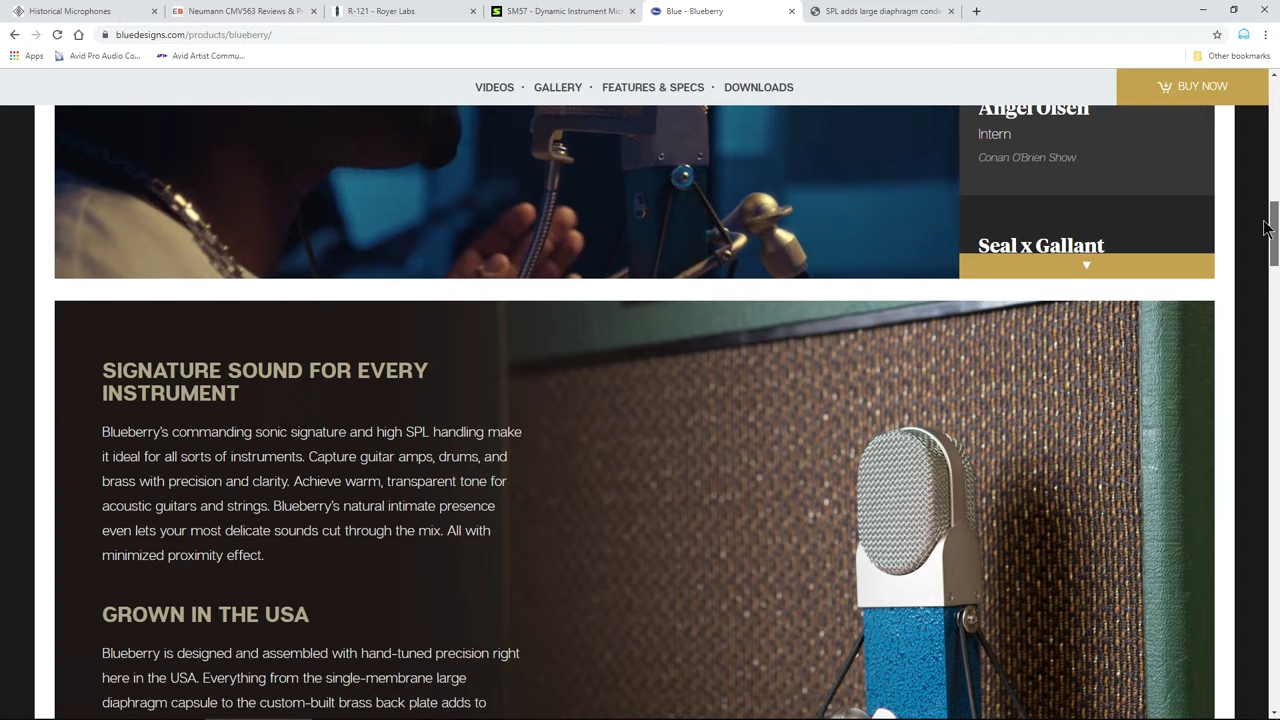 Historical Microphones
Neumann CMV563 Reviews & P
R-121 - Royer Labs
SM57 - Dynamic Instrument Mic
Blue - Blueberry
SPL adds large diaphragm conde
bluedesigns.com/products/blueberry/
Apps
Avid Pro Audio Co...
Avid Artist Commu...
Other bookmarks
VIDEOS · GALLERY · FEATURES & SPECS · DOWNLOADS
BUY NOW
Angel Olsen
Intern
Conan O'Brien Show
Seal x Gallant
SIGNATURE SOUND FOR EVERY
INSTRUMENT
Blueberry's commanding sonic signature and high SPL handling make
it ideal for all sorts of instruments. Capture guitar amps, drums, and
brass with precision and clarity. Achieve warm, transparent tone for
acoustic guitars and strings. Blueberry's natural intimate presence
even lets your most delicate sounds cut through the mix. All with
minimized proximity effect.
GROWN IN THE USA
Blueberry is designed and assembled with hand-tuned precision right
here in the USA. Everything from the single-membrane large
diaphragm capsule to the custom-built brass back plate adds to